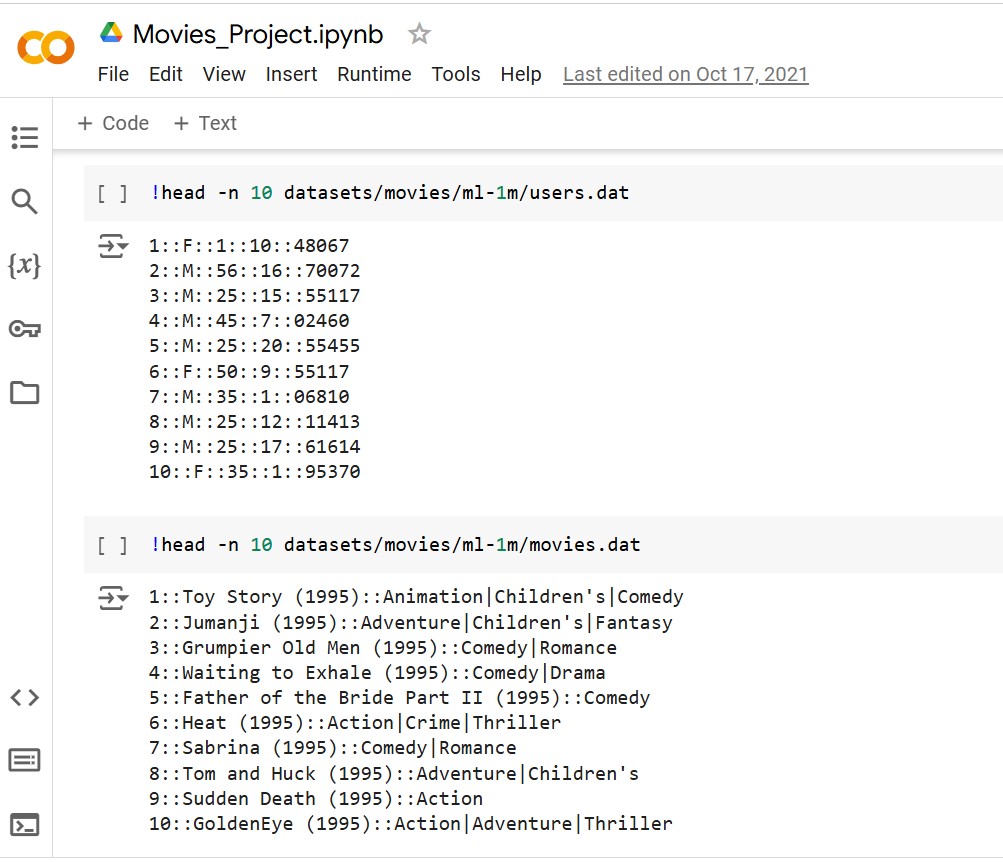 Movies_Project.ipynb
File Edit View Insert Runtime Tools Help Last edited on Oct 17, 2021
+ Code + Text
[ ] !head -n 10 datasets/movies/ml-1m/users.dat
1::F::1::10::48067
2::M::56::16::70072
3::M::25::15::55117
4::M::45::7::02460
5::M::25::20::55455
6::F::50::9::55117
7::M::35::1::06810
8::M::25::12::11413
9::M::25::17::61614
10::F::35::1::95370
{x}
[ ] !head -n 10 datasets/movies/ml-1m/movies.dat
1::Toy Story (1995)::Animation|Children's|Comedy
2::Jumanji (1995)::Adventure|Children's|Fantasy
3::Grumpier Old Men (1995)::Comedy|Romance
4::Waiting to Exhale (1995)::Comedy|Drama
5::Father of the Bride Part II (1995)::Comedy
6::Heat (1995)::Action|Crime|Thriller
7::Sabrina (1995)::Comedy|Romance
8::Tom and Huck (1995)::Adventure|Children's
9::Sudden Death (1995)::Action
10::GoldenEye (1995)::Action|Adventure|Thriller